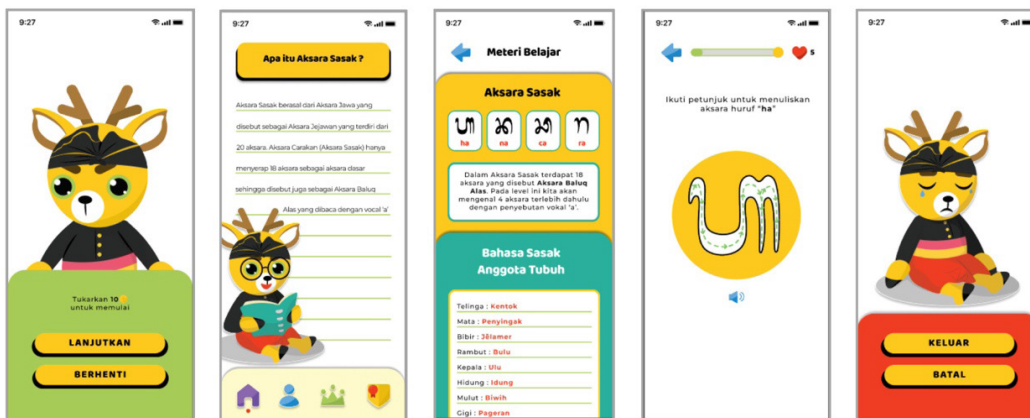 9:27
Tukarkan 10
untuk memulai
LANJUTKAN
BERHENTI
9:27
Apa itu Aksara Sasak ?
Aksara Sasak berasal dari Aksara Jawa yang
disebut sebagai Aksara Jejawan yang terdiri dari
20 aksara. Aksara Carakan (Aksara Sasak) hanya
menyerap 18 aksara sebagai aksara dasar
sehingga disebut juga sebagai Aksara Baluq
Alas yang dibaca dengan vocal 'a'
9:27
Meteri Belajar
Aksara Sasak
ꦲ ꦤ ꦕ ꦫ
ha na ca ra
Dalam Aksara Sasak terdapat 18
aksara yang disebut Aksara Baluq
Alas. Pada level ini kita akan
mengenal 4 aksara terlebih dahulu
dengan penyebutan vokal 'a'.
Bahasa Sasak
Anggota Tubuh
Telinga : Kentok
Mata : Penyingak
Bibir : Jêlamer
Rambut : Bulu
Kepala : Ulu
Hidung : Idung
Mulut : Biwih
Gigi : Pageran
9:27
5
Ikuti petunjuk untuk menuliskan
aksara huruf "ha"
ꦲ
9:27
KELUAR
BATAL